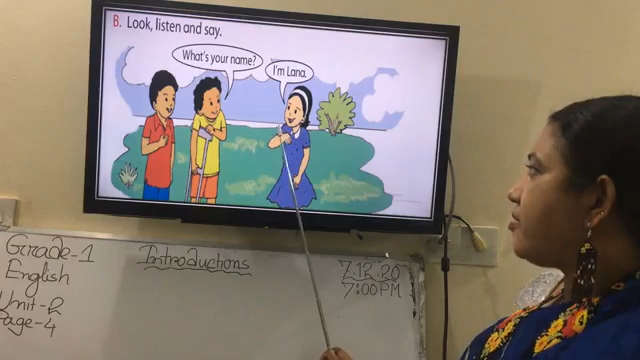 B. Look, listen and say.
What's your name?
I'm Lana.
Grade-1
English
Unit-2
Page-4
Introductions
7.12.20
7:00PM